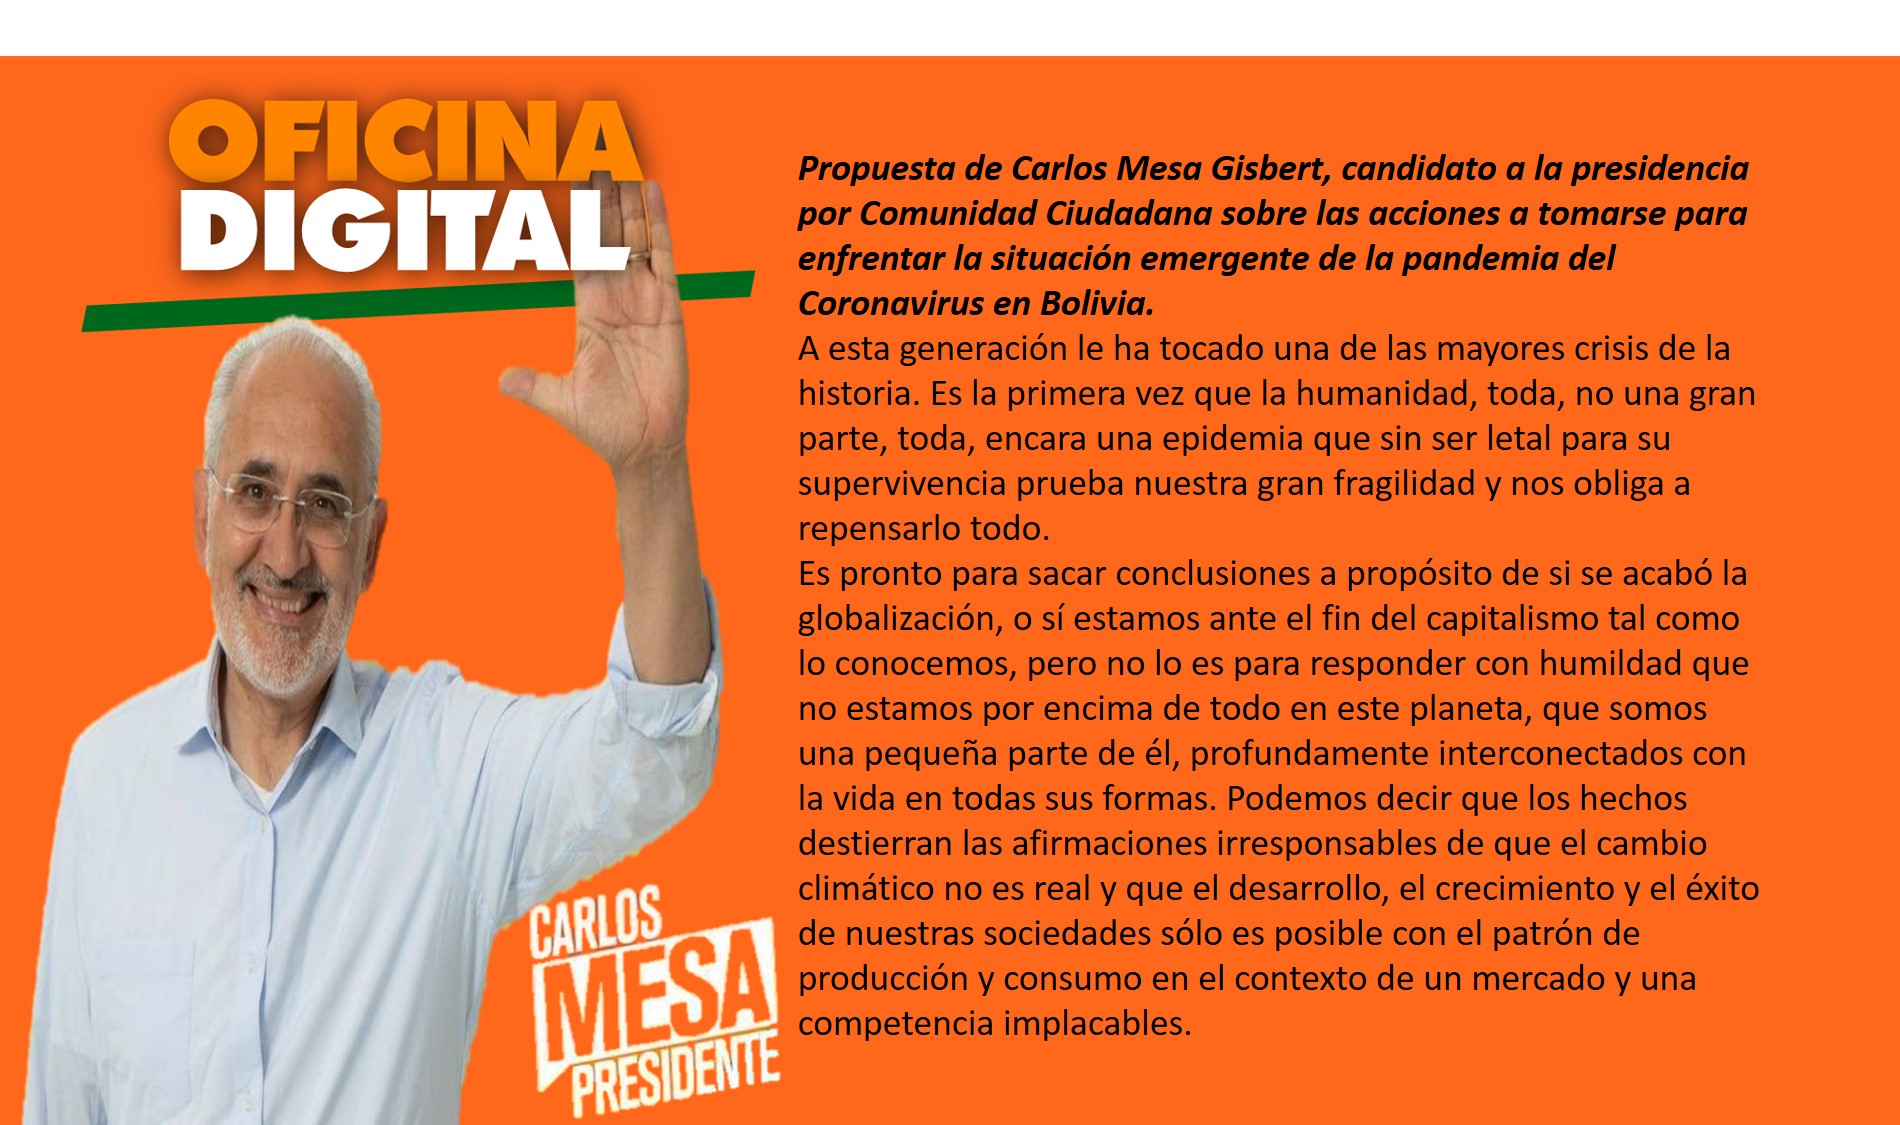 OFICINA
DIGITAL
Propuesta de Carlos Mesa Gisbert, candidato a la presidencia
por Comunidad Ciudadana sobre las acciones a tomarse para
enfrentar la situación emergente de la pandemia del
Coronavirus en Bolivia.
A esta generación le ha tocado una de las mayores crisis de la
historia. Es la primera vez que la humanidad, toda, no una gran
parte, toda, encara una epidemia que sin ser letal para su
supervivencia prueba nuestra gran fragilidad y nos obliga a
repensarlo todo.
Es pronto para sacar conclusiones a propósito de si se acabó la
globalización, o sí estamos ante el fin del capitalismo tal como
lo conocemos, pero no lo es para responder con humildad que
no estamos por encima de todo en este planeta, que somos
una pequeña parte de él, profundamente interconectados con
la vida en todas sus formas. Podemos decir que los hechos
destierran las afirmaciones irresponsables de que el cambio
climático no es real y que el desarrollo, el crecimiento y el éxito
de nuestras sociedades sólo es posible con el patrón de
producción y consumo en el contexto de un mercado y una
competencia implacables.
CARLOS
MESA
PRESIDENTE